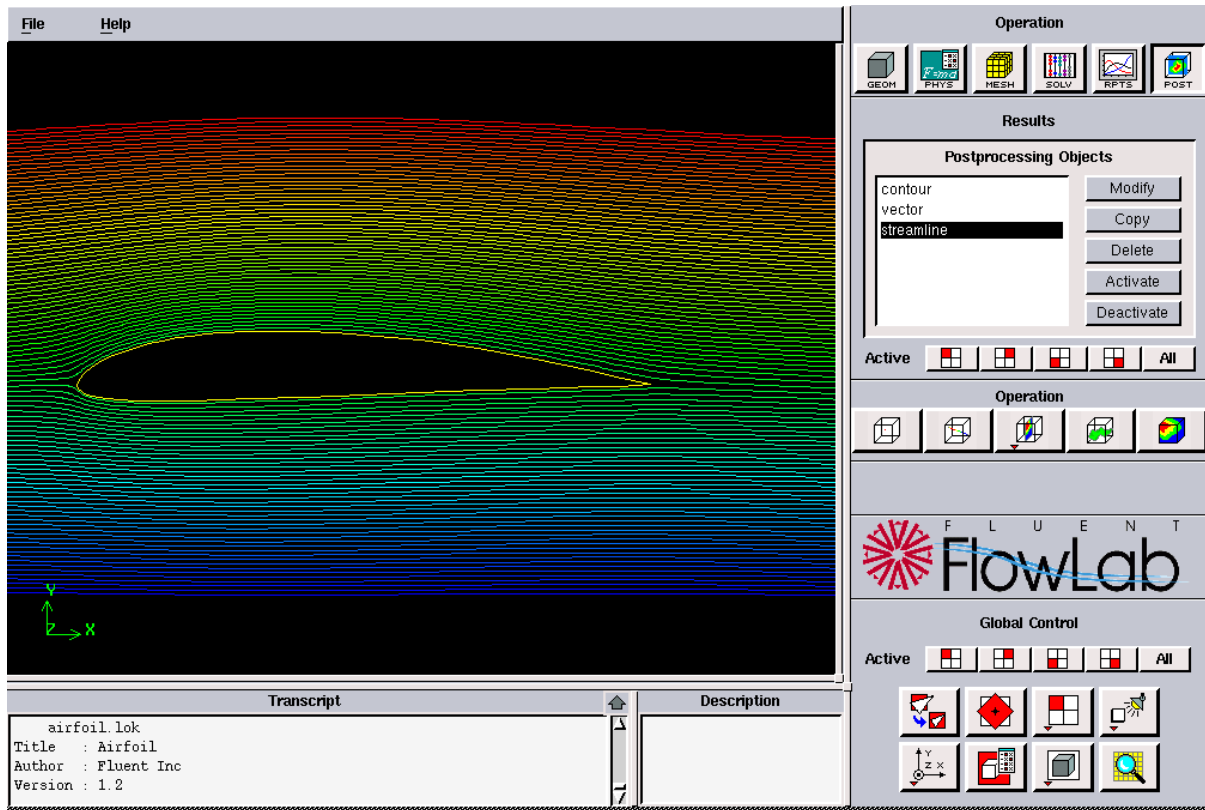 File Help
Y
Z X
Transcript
airfoil.lok
Title : Airfoil
Author : Fluent Inc
Version : 1.2
Description
Operation
GEOM F=ma PHYS MESH SOLV RPTS POST
Results
Postprocessing Objects
contour
vector
streamline
Modify
Copy
Delete
Activate
Deactivate
Active All
Operation
FLUENT
FlowLab
Global Control
Active All
Y
Z X